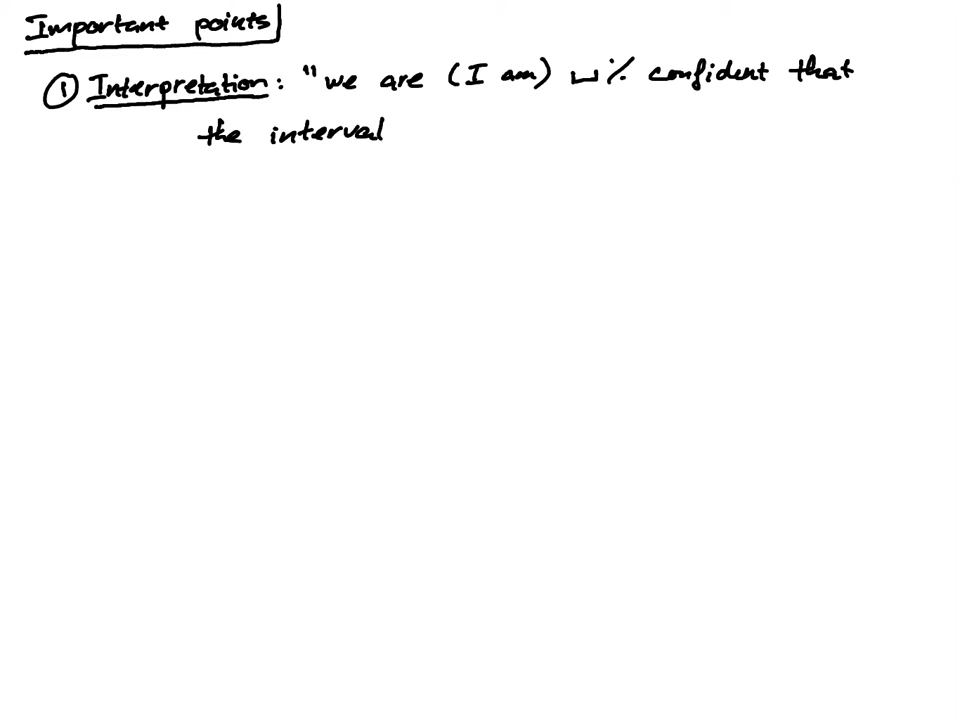 Important points
① Interpretation: "we are (I am) ␣% confident that
the interval